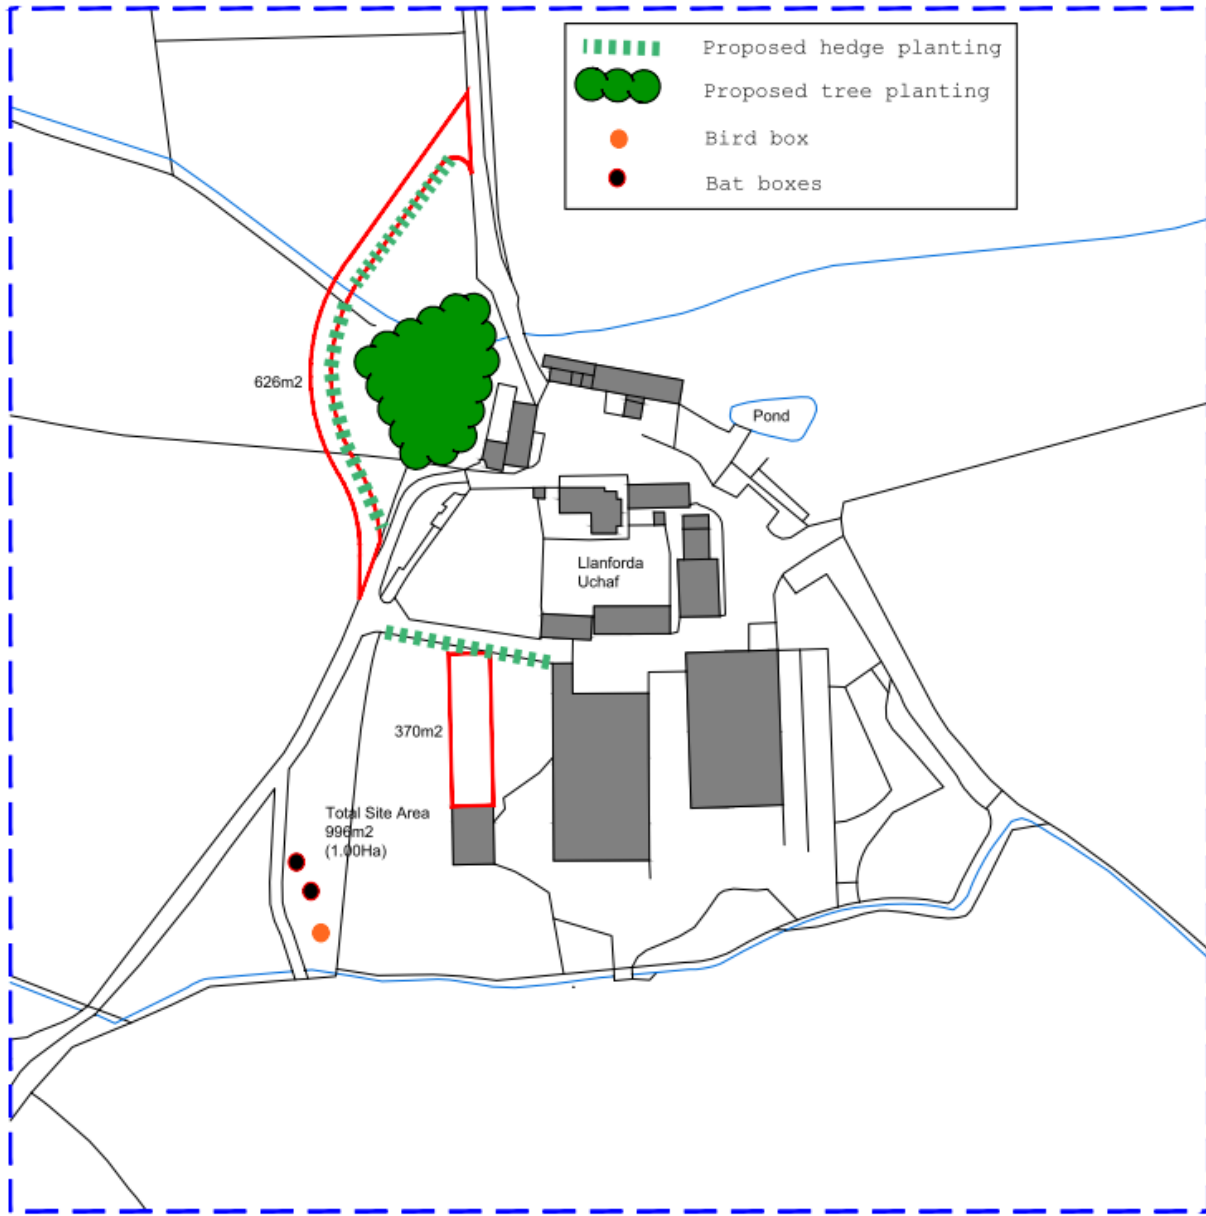 Proposed hedge planting
Proposed tree planting
Bird box
Bat boxes
626m2
Pond
Llanforda
Uchaf
370m2
Total Site Area
996m2
(1.00Ha)